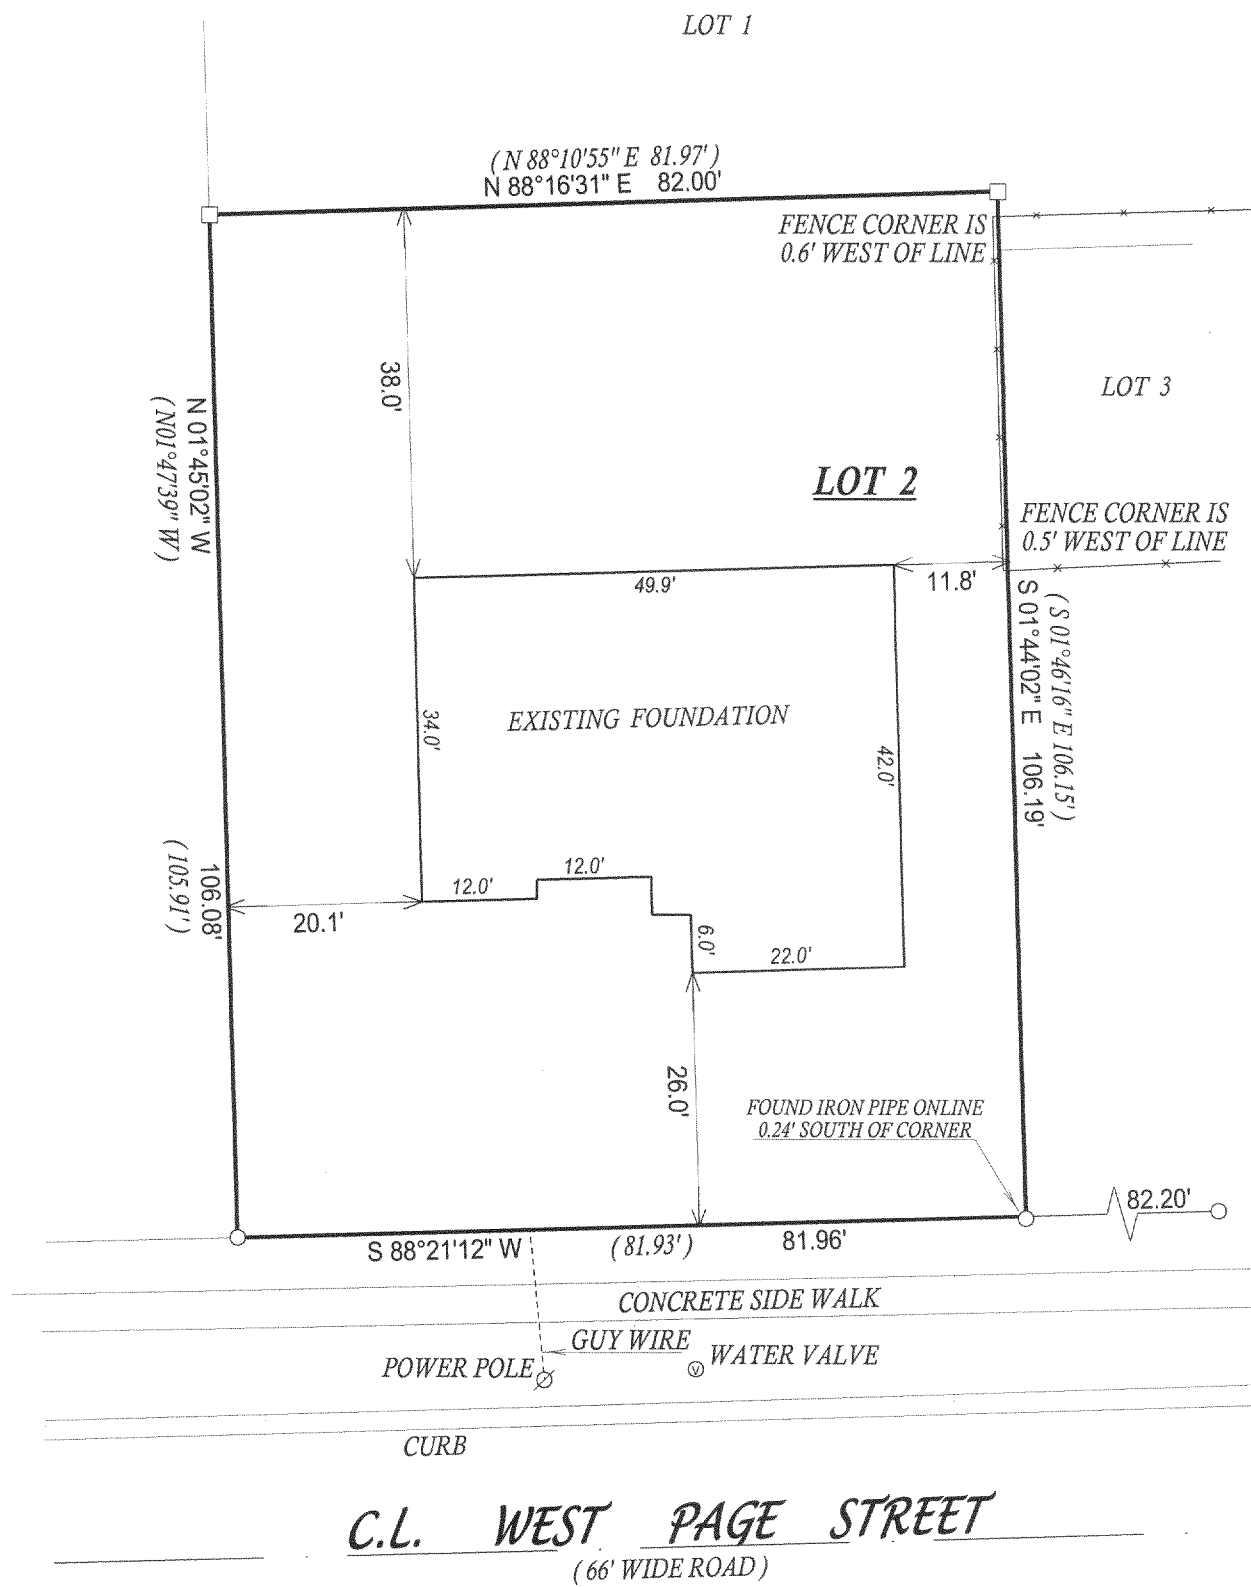 LOT 1
( N 88°10'55" E 81.97' )
N 88°16'31" E 82.00'
FENCE CORNER IS
0.6' WEST OF LINE
38.0'
LOT 3
N 01°45'02" W
( N01°47'39" W )
LOT 2
FENCE CORNER IS
0.5' WEST OF LINE
49.9'
11.8'
( S 01°46'16" E 106.15' )
S 01°44'02" E 106.19'
34.0'
EXISTING FOUNDATION
42.0'
12.0'
12.0'
106.08'
( 105.91' )
20.1'
6.0'
22.0'
26.0'
FOUND IRON PIPE ONLINE
0.24' SOUTH OF CORNER
82.20'
S 88°21'12" W ( 81.93' ) 81.96'
CONCRETE SIDE WALK
GUY WIRE
POWER POLE
V WATER VALVE
CURB
C.L. WEST PAGE STREET
( 66' WIDE ROAD )